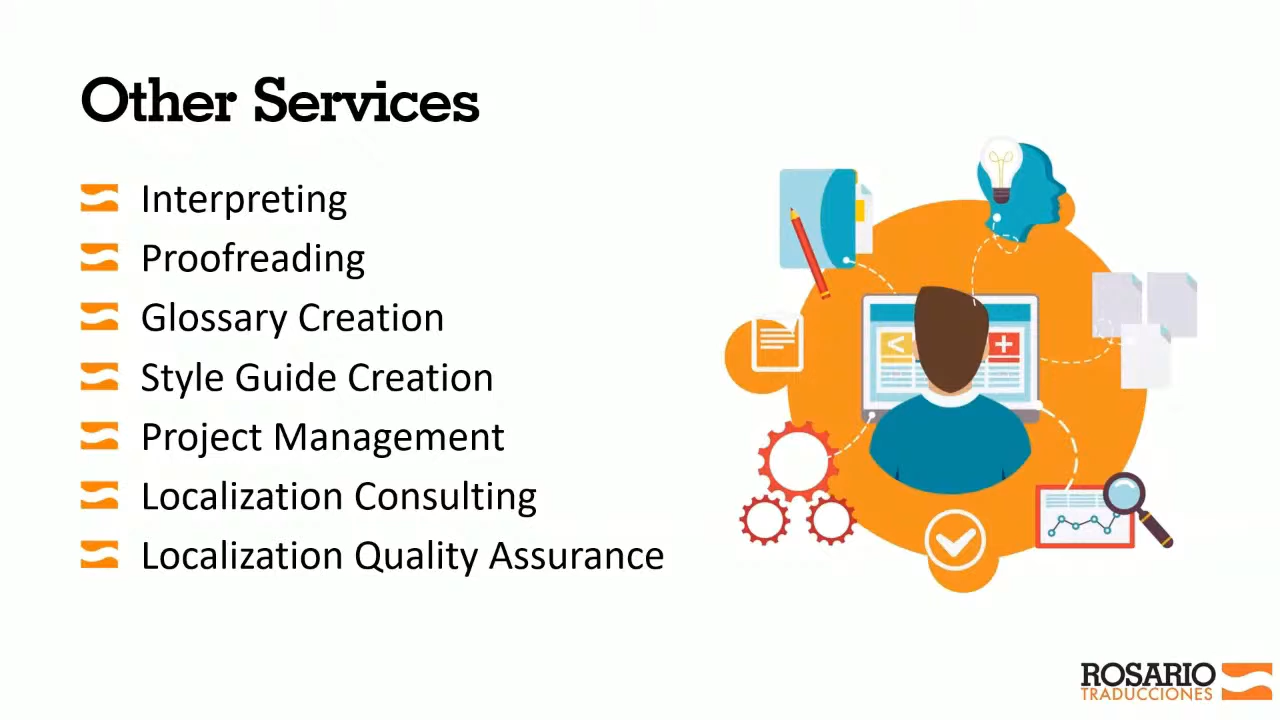 Other Services
Interpreting
Proofreading
Glossary Creation
Style Guide Creation
Project Management
Localization Consulting
Localization Quality Assurance
< +
ROSARIO
TRADUCCIONES